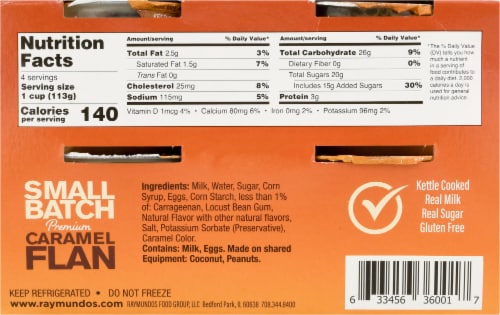 Nutrition
Facts
4 servings
Serving size
1 cup (113g)
Calories
per serving 140
Amount/serving % Daily Value*
Total Fat 2.5g 3%
Saturated Fat 1.5g 7%
Trans Fat 0g
Cholesterol 25mg 8%
Sodium 115mg 5%
Amount/serving % Daily Value*
Total Carbohydrate 26g 9%
Dietary Fiber 0g 0%
Total Sugars 20g
Includes 15g Added Sugars 30%
Protein 3g
Vitamin D 1mcg 4% • Calcium 80mg 6% • Iron 0mg 2% • Potassium 96mg 2%
*The % Daily Value
(DV) tells you how
much a nutrient
in a serving of
food contributes to
a daily diet. 2,000
calories a day is
used for general
nutrition advice.
SMALL
BATCH
Premium
CARAMEL
FLAN
Ingredients: Milk, Water, Sugar, Corn
Syrup, Eggs, Corn Starch, less than 1%
of: Carrageenan, Locust Bean Gum,
Natural Flavor with other natural flavors,
Salt, Potassium Sorbate (Preservative),
Caramel Color.
Contains: Milk, Eggs. Made on shared
Equipment: Coconut, Peanuts.
Kettle Cooked
Real Milk
Real Sugar
Gluten Free
KEEP REFRIGERATED • DO NOT FREEZE
www.raymundos.com
RAYMUNDOS FOOD GROUP, LLC Bedford Park, IL 60638 708.344.8400
6 33456 36001 7